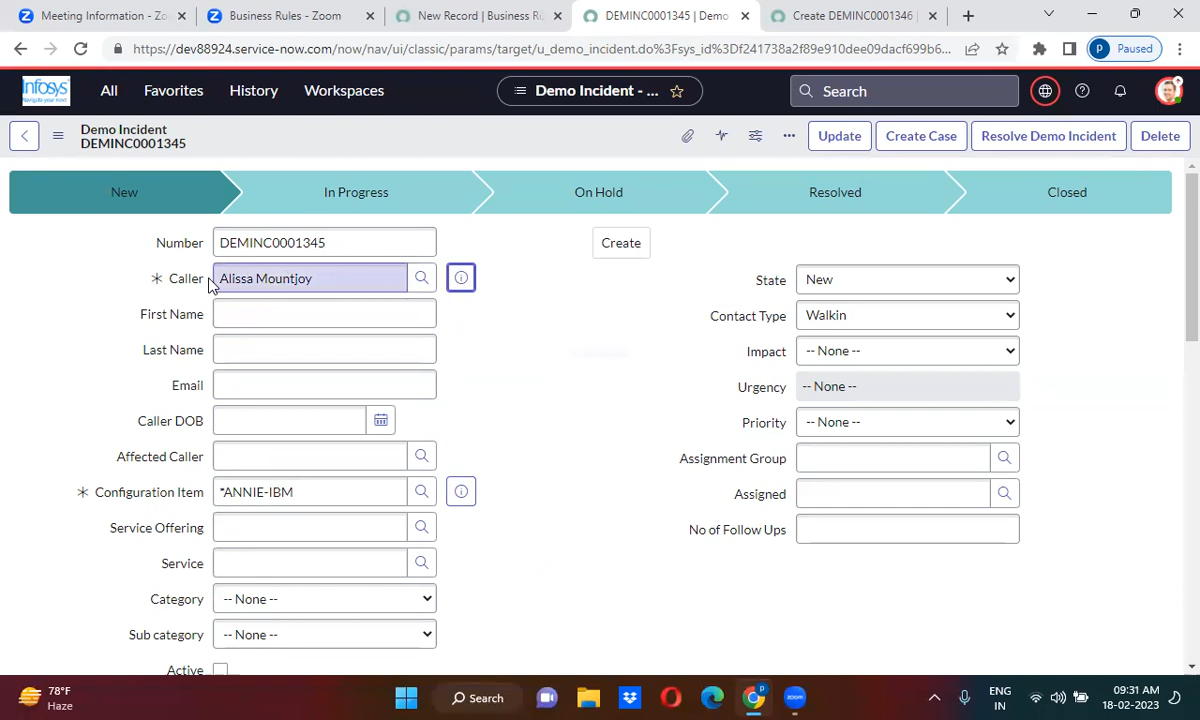 Meeting Information - Zo
Business Rules - Zoom
New Record | Business Ru
DEMINC0001345 | Demo
Create DEMINC0001346
https://dev88924.service-now.com/now/nav/ui/classic/params/target/u_demo_incident.do%3Fsys_id%3Df241738a2f89e910dee09dacf699b6...
P
Paused
Infosys
Navigate your next
All
Favorites
History
Workspaces
Demo Incident - ...
Search
Demo Incident
DEMINC0001345
Update
Create Case
Resolve Demo Incident
Delete
New
In Progress
On Hold
Resolved
Closed
Number
DEMINC0001345
Create
Caller
Alissa Mountjoy
State
New
First Name
Contact Type
Walkin
Last Name
Impact
-- None --
Email
Urgency
-- None --
Caller DOB
Priority
-- None --
Affected Caller
Assignment Group
Configuration Item
*ANNIE-IBM
Assigned
Service Offering
No of Follow Ups
Service
Category
-- None --
Sub category
-- None --
Active
78°F
Haze
Search
P
zoom
ENG
IN
09:31 AM
18-02-2023